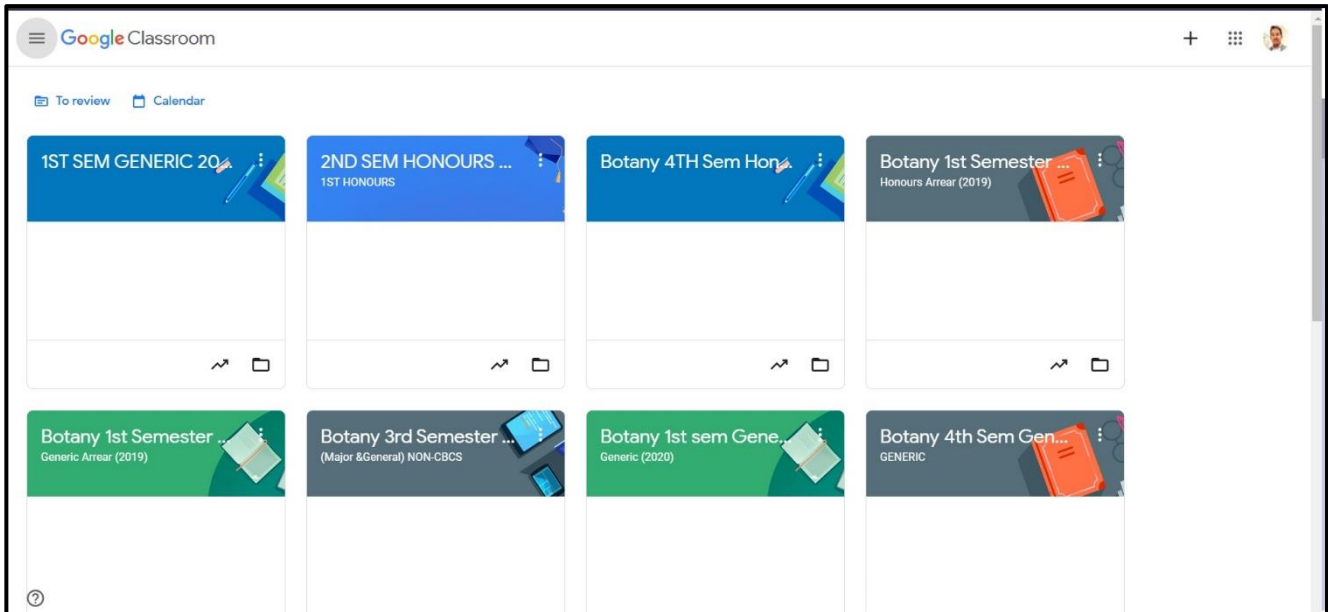 Google Classroom
To review Calendar
1ST SEM GENERIC 20...
2ND SEM HONOURS ...
1ST HONOURS
Botany 4TH Sem Hon...
Botany 1st Semester ...
Honours Arrear (2019)
Botany 1st Semester ...
Generic Arrear (2019)
Botany 3rd Semester ...
(Major &General) NON-CBCS
Botany 1st sem Gene...
Generic (2020)
Botany 4th Sem Gen...
GENERIC